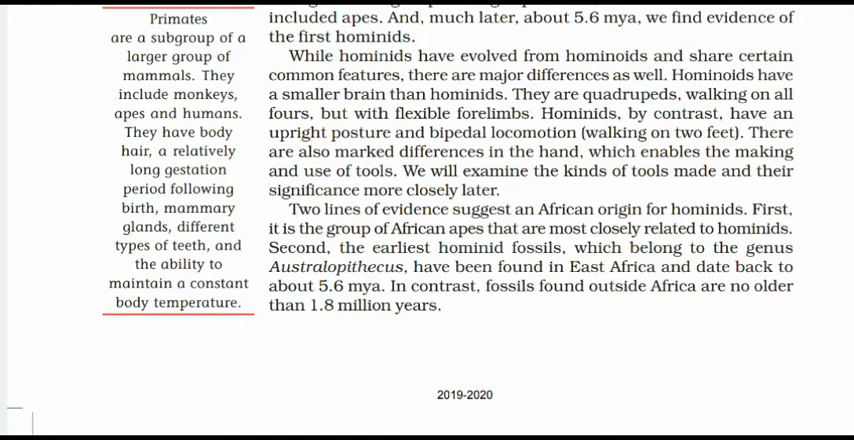 Primates
are a subgroup of a
larger group of
mammals. They
include monkeys,
apes and humans.
They have body
hair, a relatively
long gestation
period following
birth, mammary
glands, different
types of teeth, and
the ability to
maintain a constant
body temperature.
included apes. And, much later, about 5.6 mya, we find evidence of
the first hominids.
While hominids have evolved from hominoids and share certain
common features, there are major differences as well. Hominoids have
a smaller brain than hominids. They are quadrupeds, walking on all
fours, but with flexible forelimbs. Hominids, by contrast, have an
upright posture and bipedal locomotion (walking on two feet). There
are also marked differences in the hand, which enables the making
and use of tools. We will examine the kinds of tools made and their
significance more closely later.
Two lines of evidence suggest an African origin for hominids. First,
it is the group of African apes that are most closely related to hominids.
Second, the earliest hominid fossils, which belong to the genus
Australopithecus, have been found in East Africa and date back to
about 5.6 mya. In contrast, fossils found outside Africa are no older
than 1.8 million years.
2019-2020